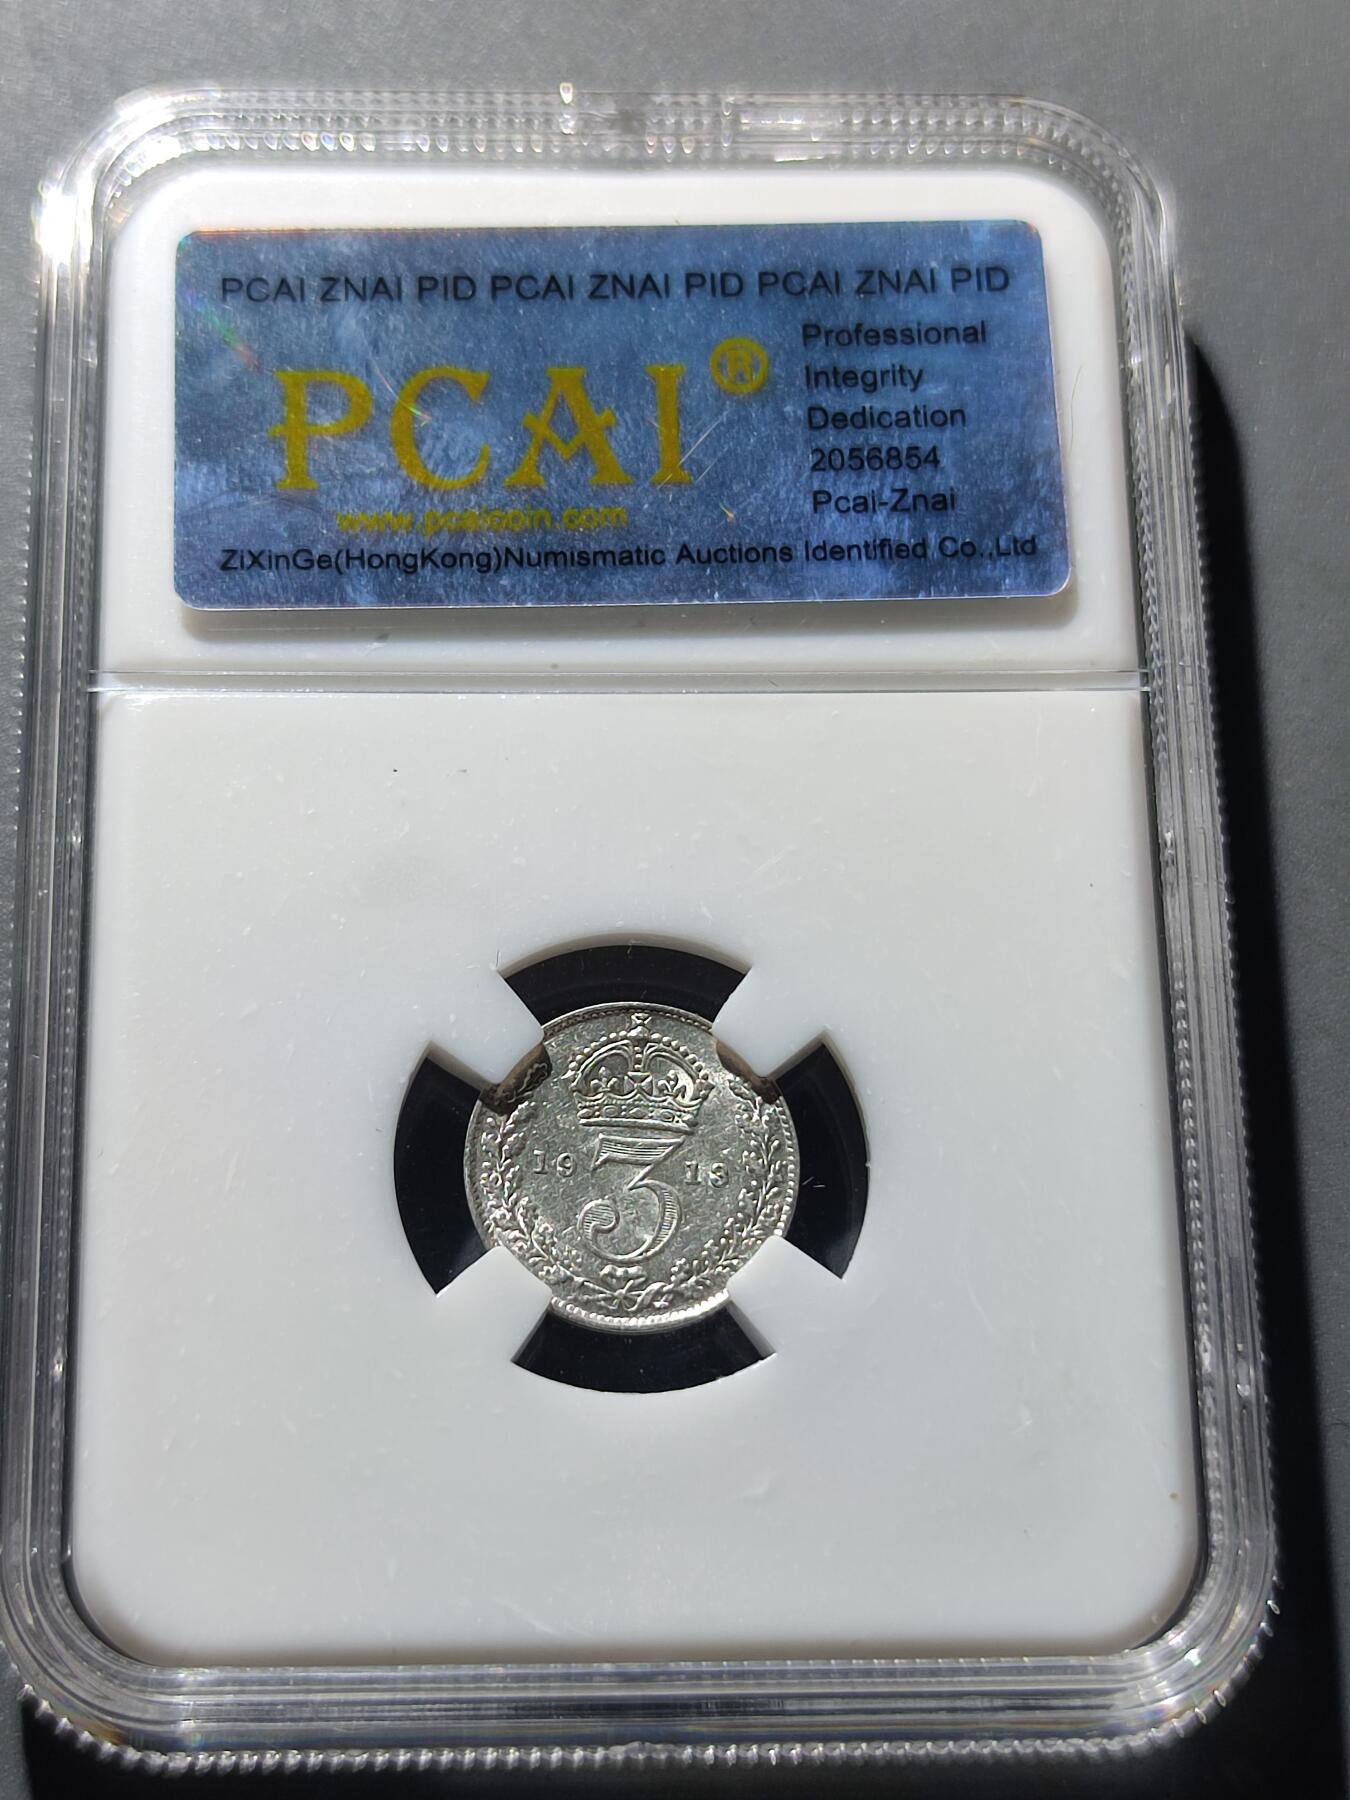 PCAI ZNAI PID PCAI ZNAI PID PCAI ZNAI PID
PCAI®
www.pcaicoin.com
Professional
Integrity
Dedication
2056854
Pcai-Znai
ZiXinGe(HongKong)Numismatic Auctions Identified Co.,Ltd
19 3 18